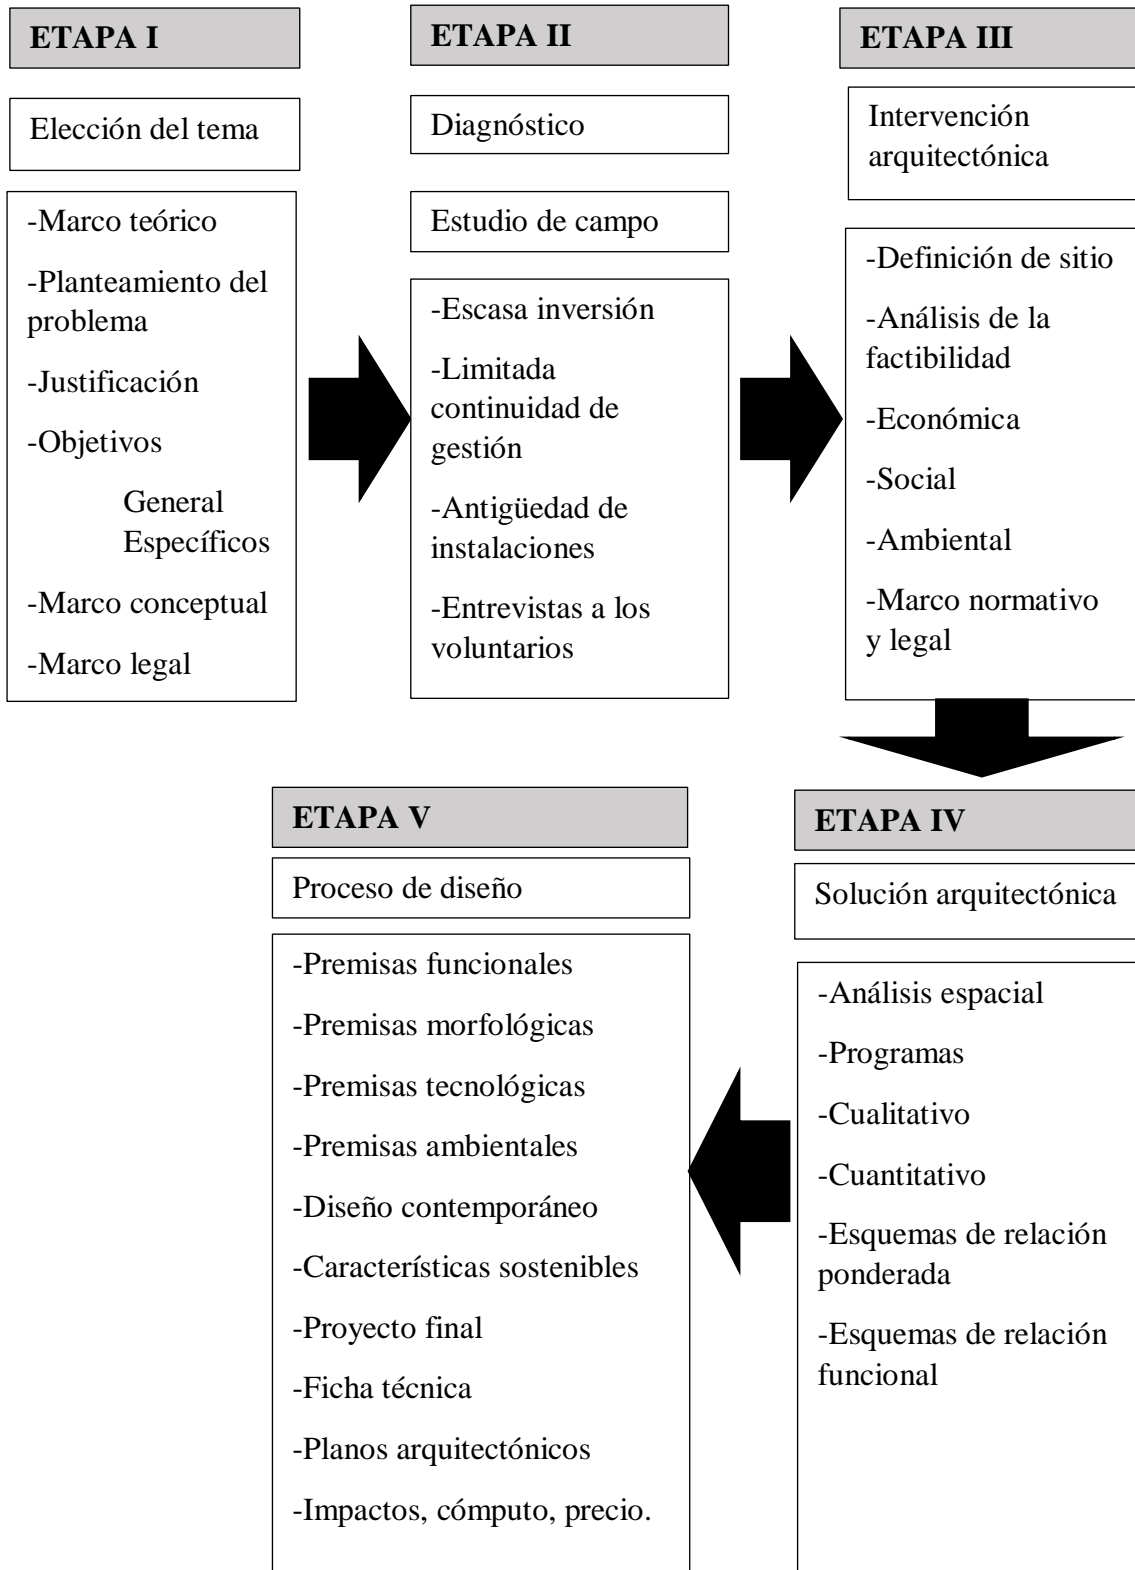 ETAPA I
Elección del tema
-Marco teórico
-Planteamiento del
problema
-Justificación
-Objetivos
General
Específicos
-Marco conceptual
-Marco legal
ETAPA II
Diagnóstico
Estudio de campo
-Escasa inversión
-Limitada
continuidad de
gestión
-Antigüedad de
instalaciones
-Entrevistas a los
voluntarios
ETAPA III
Intervención
arquitectónica
-Definición de sitio
-Análisis de la
factibilidad
-Económica
-Social
-Ambiental
-Marco normativo
y legal
ETAPA IV
Solución arquitectónica
-Análisis espacial
-Programas
-Cualitativo
-Cuantitativo
-Esquemas de relación
ponderada
-Esquemas de relación
funcional
ETAPA V
Proceso de diseño
-Premisas funcionales
-Premisas morfológicas
-Premisas tecnológicas
-Premisas ambientales
-Diseño contemporáneo
-Características sostenibles
-Proyecto final
-Ficha técnica
-Planos arquitectónicos
-Impactos, cómputo, precio.